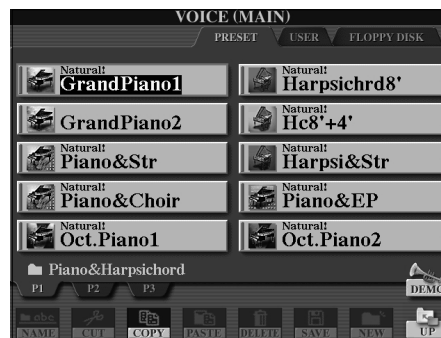 VOICE (MAIN)
PRESET USER FLOPPY DISK
Natural!
GrandPiano1
Natural!
Harpsichrd8'
GrandPiano2
Natural!
Hc8'+4'
Natural!
Piano&Str
Natural!
Harpsi&Str
Natural!
Piano&Choir
Natural!
Piano&EP
Natural!
Oct.Piano1
Natural!
Oct.Piano2
Piano&Harpsichord
P1 P2 P3
DEMO
abc
NAME CUT COPY PASTE DELETE SAVE NEW UP